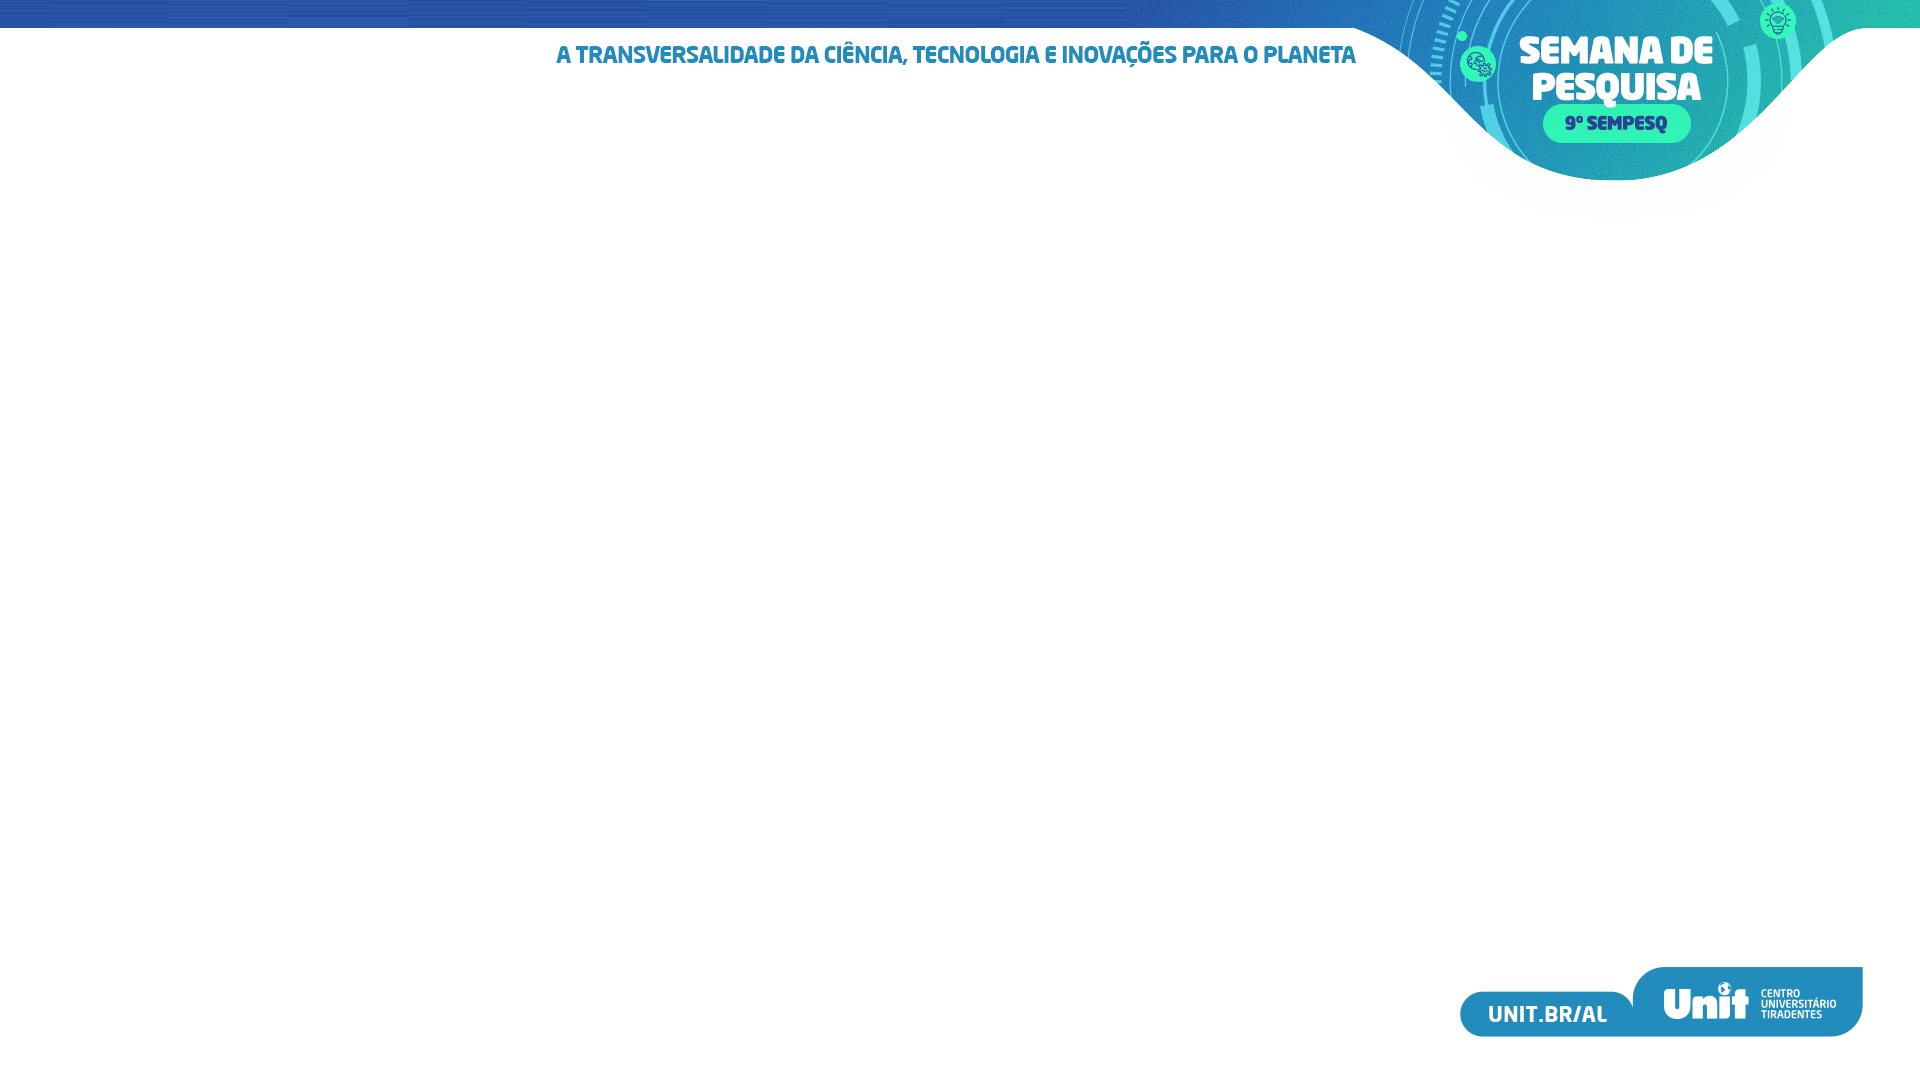 A TRANSVERSALIDADE DA CIÊNCIA, TECNOLOGIA E INOVAÇÕES PARA O PLANETA
SEMANA DE
PESQUISA
9º SEMPESQ
UNIT.BR/AL
Unit
CENTRO
UNIVERSITÁRIO
TIRADENTES